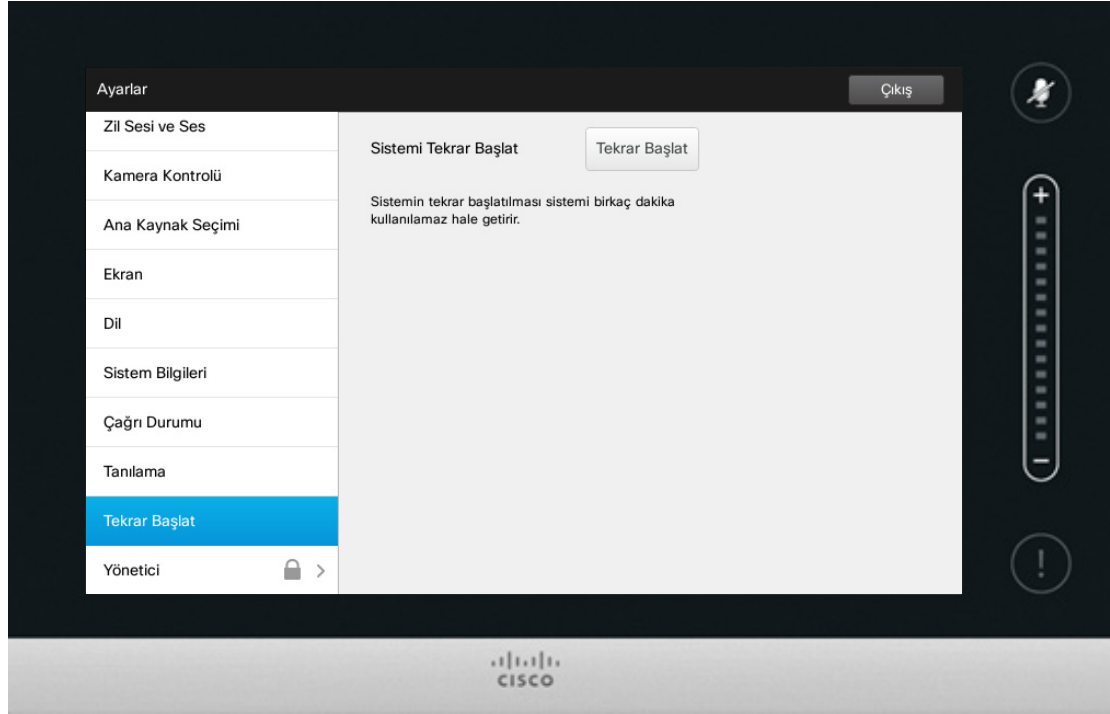 Ayarlar
Çıkış
Zil Sesi ve Ses
Kamera Kontrolü
Ana Kaynak Seçimi
Ekran
Dil
Sistem Bilgileri
Çağrı Durumu
Tanılama
Tekrar Başlat
Yönetici
Sistemi Tekrar Başlat
Tekrar Başlat
Sistemin tekrar başlatılması sistemi birkaç dakika
kullanılamaz hale getirir.
CISCO